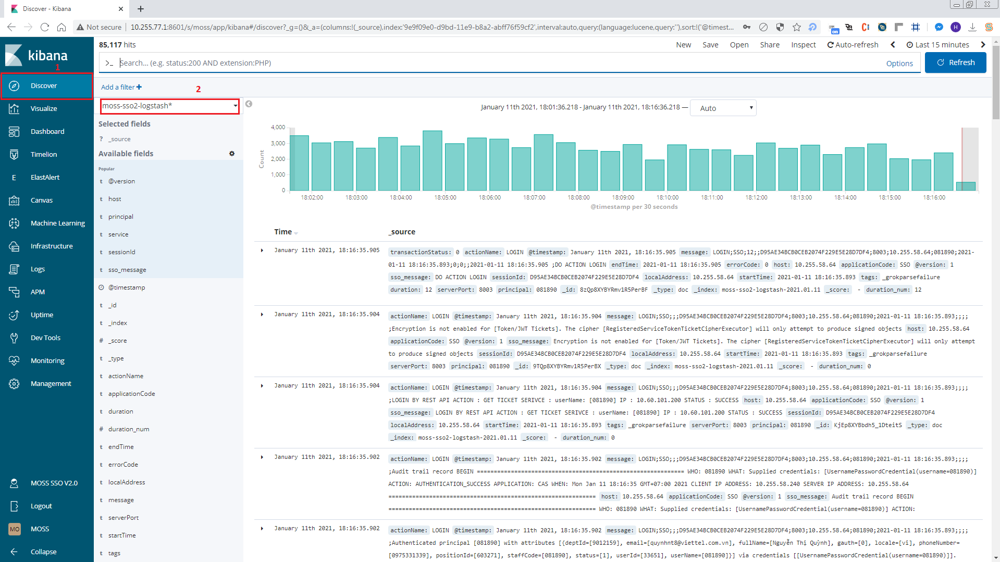 Discover - Kibana
Not secure
10.255.77.1:8601/s/moss/app/kibana#/discover?_g=()&_a=(columns:!(_source),index:'9e9f09e0-d9bd-11e9-b8a2-abff76f59cf2',interval:auto,query:(language:lucene,query:''),sort:!('@timest...
on
H
kibana
1
Discover
Visualize
Dashboard
Timelion
E ElastAlert
Canvas
Machine Learning
Infrastructure
Logs
APM
Uptime
Dev Tools
Monitoring
Management
MOSS SSO V2.0
Logout
MO MOSS
Collapse
85,117 hits
New Save Open Share Inspect Auto-refresh Last 15 minutes
>_ Search... (e.g. status:200 AND extension:PHP) Options Refresh
Add a filter +
2
moss-sso2-logstash*
Selected fields
? _source
Available fields
Popular
t @version
t host
t principal
t service
t sessionId
t sso_message
@timestamp
t _id
t _index
# _score
t _type
t actionName
t applicationCode
t duration
# duration_num
t endTime
t errorCode
t localAddress
t message
t serverPort
t startTime
t tags
January 11th 2021, 18:01:36.218 - January 11th 2021, 18:16:36.218 — Auto
4,000
3,000
2,000
1,000
0
Count
18:02:00 18:03:00 18:04:00 18:05:00 18:06:00 18:07:00 18:08:00 18:09:00 18:10:00 18:11:00 18:12:00 18:13:00 18:14:00 18:15:00 18:16:00
@timestamp per 30 seconds
Time _source
January 11th 2021, 18:16:35.905
transactionStatus: 0 actionName: LOGIN @timestamp: January 11th 2021, 18:16:35.905 message: LOGIN;SSO;12;;D95AE34BCB0CEB2074F229E5E28D7DF4;8003;10.255.58.64;081890;2021-
01-11 18:16:35.893;0;0;;2021-01-11 18:16:35.905 ;DO ACTION LOGIN endTime: 2021-01-11 18:16:35.905 errorCode: 0 host: 10.255.58.64 applicationCode: SSO @version: 1
sso_message: DO ACTION LOGIN sessionId: D95AE34BCB0CEB2074F229E5E28D7DF4 localAddress: 10.255.58.64 startTime: 2021-01-11 18:16:35.893 tags: _grokparsefailure
duration: 12 serverPort: 8003 principal: 081890 _id: 8zQp8XYBYRmv1R5PerBF _type: doc _index: moss-sso2-logstash-2021.01.11 _score: - duration_num: 12
January 11th 2021, 18:16:35.904
actionName: LOGIN @timestamp: January 11th 2021, 18:16:35.904 message: LOGIN;SSO;;;D95AE34BCB0CEB2074F229E5E28D7DF4;8003;10.255.58.64;081890;2021-01-11 18:16:35.893;;;;
;Encryption is not enabled for [Token/JWT Tickets]. The cipher [RegisteredServiceTokenTicketCipherExecutor] will only attempt to produce signed objects host: 10.255.58.64
applicationCode: SSO @version: 1 sso_message: Encryption is not enabled for [Token/JWT Tickets]. The cipher [RegisteredServiceTokenTicketCipherExecutor] will only attempt
to produce signed objects sessionId: D95AE34BCB0CEB2074F229E5E28D7DF4 localAddress: 10.255.58.64 startTime: 2021-01-11 18:16:35.893 tags: _grokparsefailure
serverPort: 8003 principal: 081890 _id: 9TQp8XYBYRmv1R5PerBX _type: doc _index: moss-sso2-logstash-2021.01.11 _score: - duration_num: 0
January 11th 2021, 18:16:35.904
actionName: LOGIN @timestamp: January 11th 2021, 18:16:35.904 message: LOGIN;SSO;;;D95AE34BCB0CEB2074F229E5E28D7DF4;8003;10.255.58.64;081890;2021-01-11 18:16:35.893;;;;
;LOGIN BY REST API ACTION : GET TICKET SERIVCE : userName: [081890] IP : 10.60.101.200 STATUS : SUCCESS host: 10.255.58.64 applicationCode: SSO @version: 1
sso_message: LOGIN BY REST API ACTION : GET TICKET SERIVCE : userName: [081890] IP : 10.60.101.200 STATUS : SUCCESS sessionId: D95AE34BCB0CEB2074F229E5E28D7DF4
localAddress: 10.255.58.64 startTime: 2021-01-11 18:16:35.893 tags: _grokparsefailure serverPort: 8003 principal: 081890 _id: KjEp8XYBbdh5_1DteitS _type: doc
_index: moss-sso2-logstash-2021.01.11 _score: - duration_num: 0
January 11th 2021, 18:16:35.902
actionName: LOGIN @timestamp: January 11th 2021, 18:16:35.902 message: LOGIN;SSO;;;D95AE34BCB0CEB2074F229E5E28D7DF4;8003;10.255.58.64;081890;2021-01-11 18:16:35.893;;;;
;Audit trail record BEGIN ============================================================= WHO: 081890 WHAT: Supplied credentials: [UsernamePasswordCredential(username=081890)]
ACTION: AUTHENTICATION_SUCCESS APPLICATION: CAS WHEN: Mon Jan 11 18:16:35 GMT+07:00 2021 CLIENT IP ADDRESS: 10.255.58.240 SERVER IP ADDRESS: 10.255.58.64
============================================================= host: 10.255.58.64 applicationCode: SSO @version: 1 sso_message: Audit trail record BEGIN
============================================================= WHO: 081890 WHAT: Supplied credentials: [UsernamePasswordCredential(username=081890)] ACTION:
January 11th 2021, 18:16:35.902
actionName: LOGIN @timestamp: January 11th 2021, 18:16:35.902 message: LOGIN;SSO;;;D95AE34BCB0CEB2074F229E5E28D7DF4;8003;10.255.58.64;081890;2021-01-11 18:16:35.893;;;;
;Authenticated principal [081890] with attributes [{deptId=[9012159], email=[quynhnt8@viettel.com.vn], fullName=[Nguyễn Thị Quỳnh], gauth=[0], locale=[vi], phoneNumber=
[0975331339], positionId=[603271], staffCode=[081890], status=[1], userId=[33651], userName=[081890]}] via credentials [[UsernamePasswordCredential(username=081890)]].